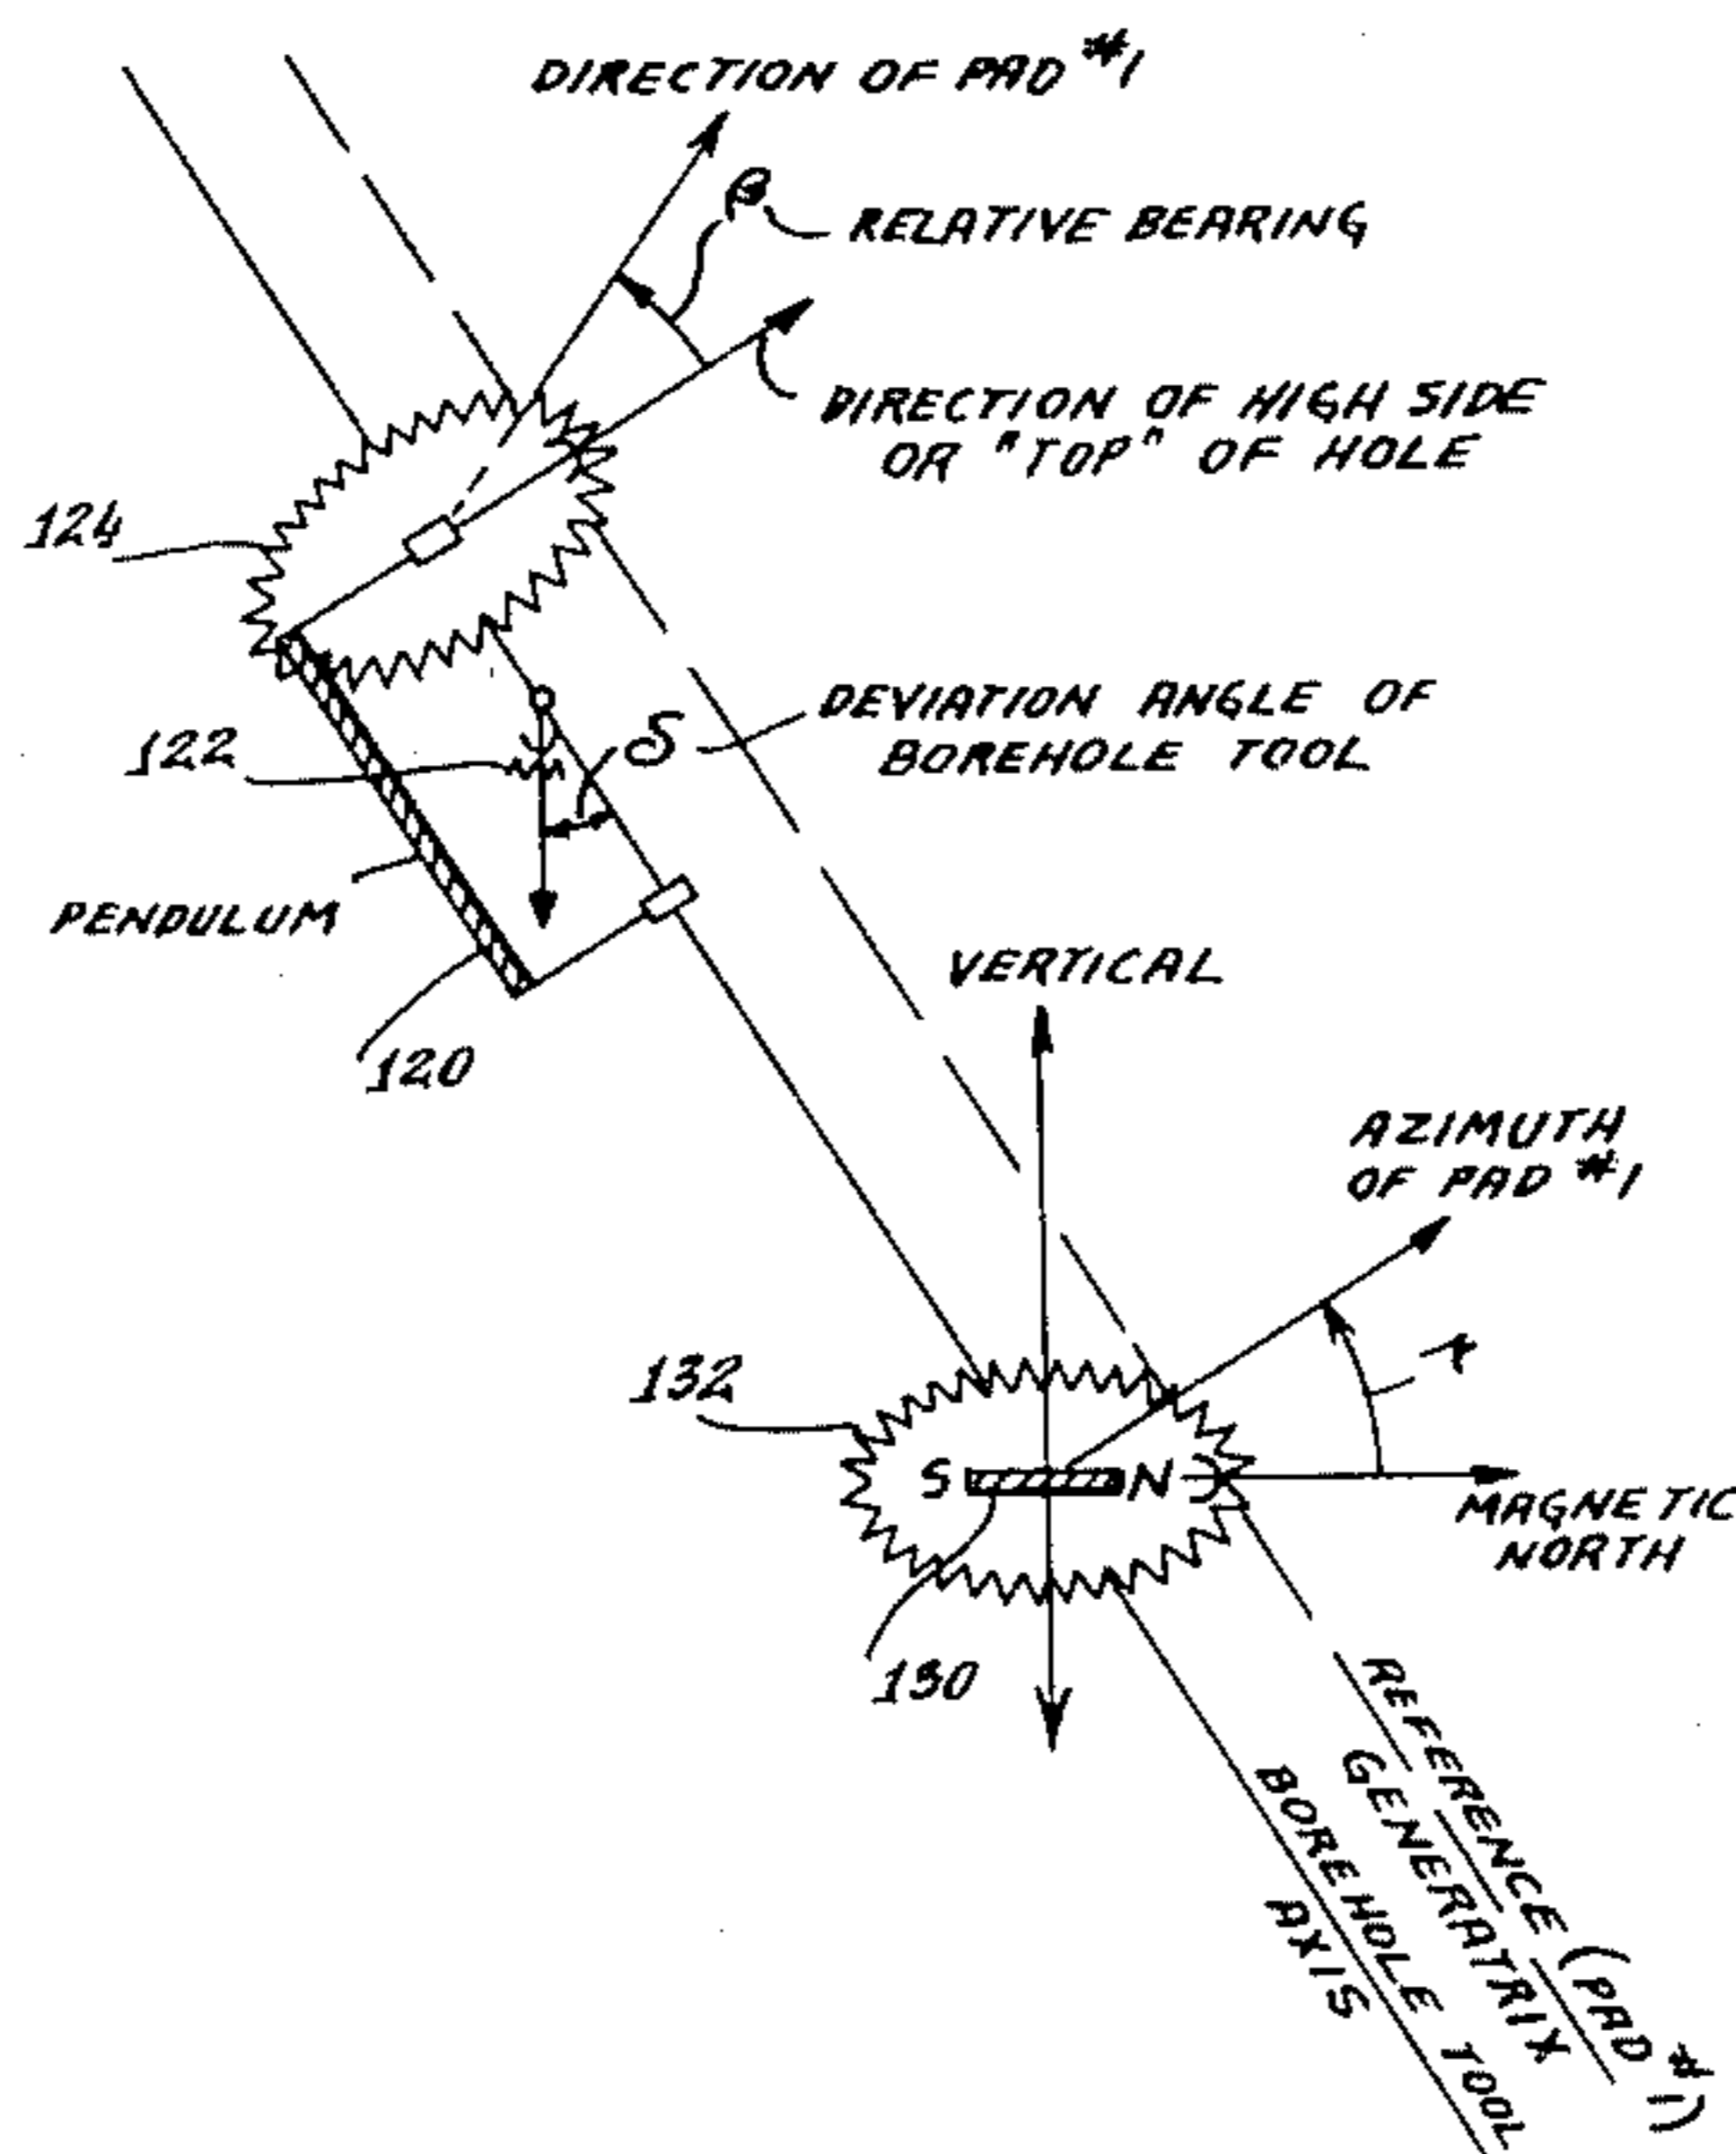 DIRECTION OF PAD #1
β
RELATIVE BEARING
DIRECTION OF HIGH SIDE
OR "TOP" OF HOLE
124
122
δ
DEVIATION ANGLE OF
BOREHOLE TOOL
PENDULUM
120
VERTICAL
AZIMUTH
OF PAD #1
132
S
N
MAGNETIC
NORTH
130
REFERENCE (PAD #1)
GENERATRIX
BOREHOLE TOOL
AXIS